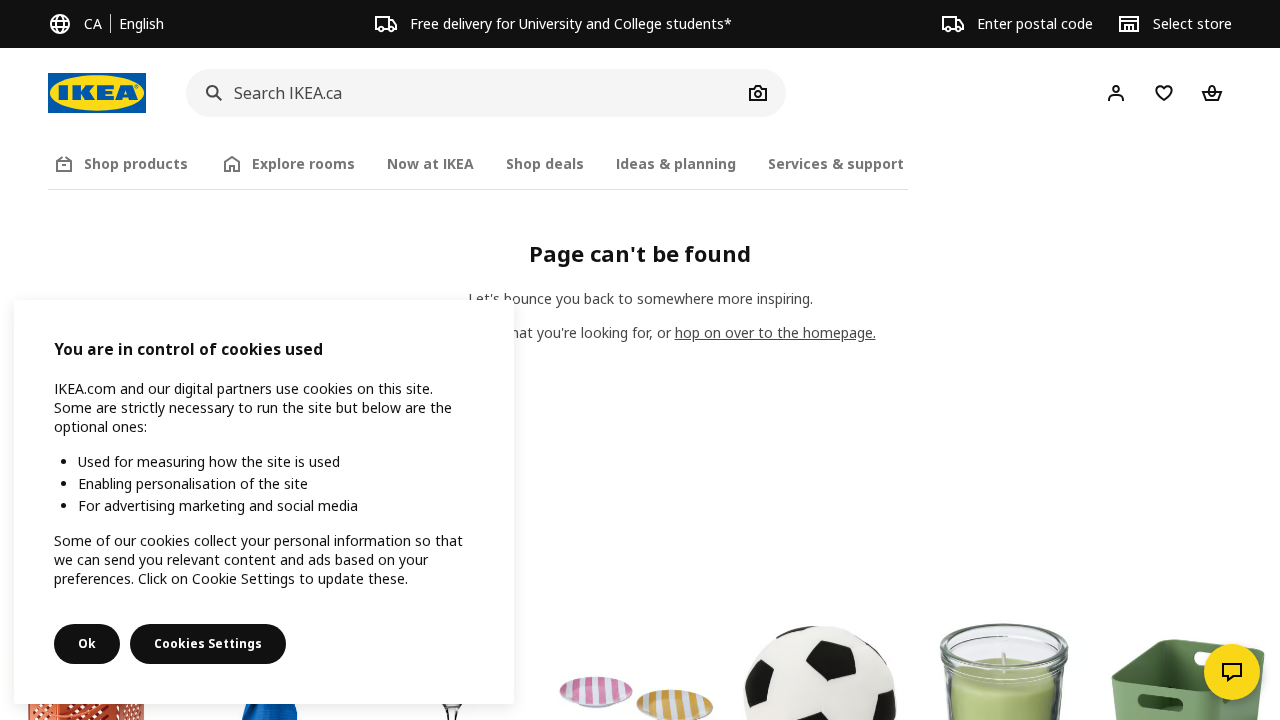 CA English
Free delivery for University and College students*
Enter postal code
Select store
IKEA
Search IKEA.ca
Shop products
Explore rooms
Now at IKEA
Shop deals
Ideas & planning
Services & support
Page can't be found
Let's bounce you back to somewhere more inspiring.
you're looking for, or hop on over to the homepage.
You are in control of cookies used
IKEA.com and our digital partners use cookies on this site.
Some are strictly necessary to run the site but below are the
optional ones:
Used for measuring how the site is used
Enabling personalisation of the site
For advertising marketing and social media
Some of our cookies collect your personal information so that
we can send you relevant content and ads based on your
preferences. Click on Cookie Settings to update these.
Ok
Cookies Settings